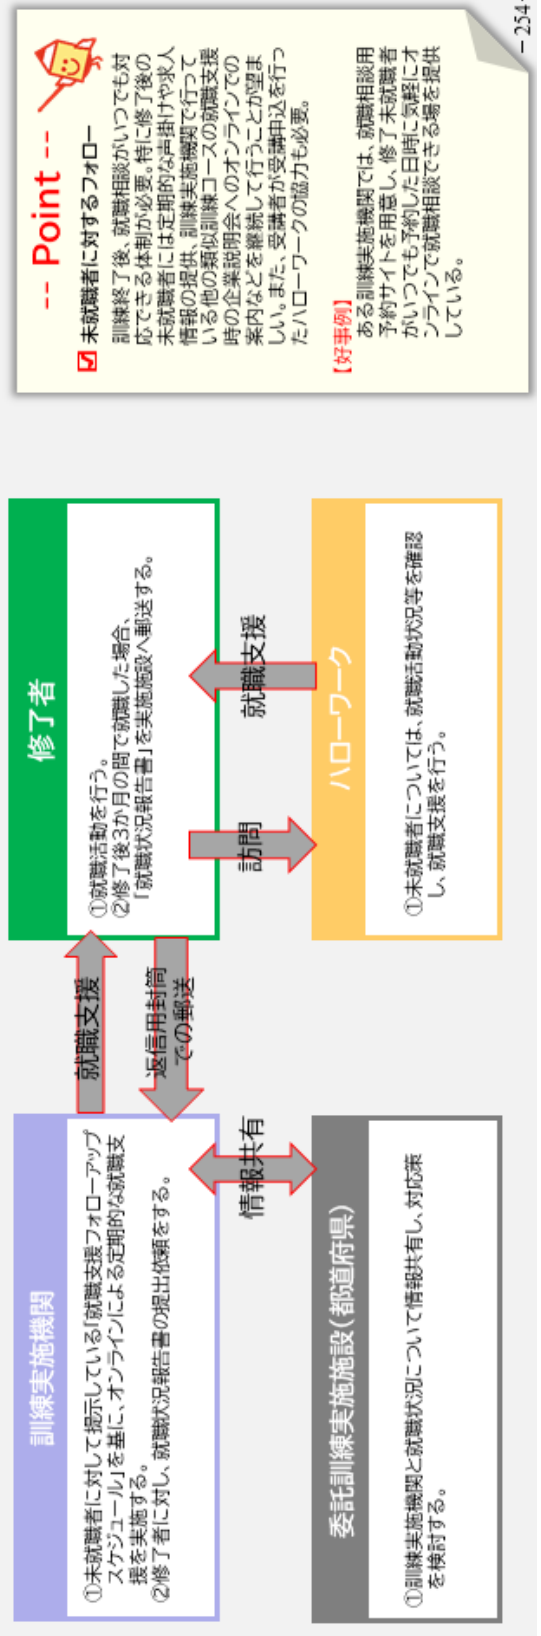 訓練実施機関
①未就職者に対して提示している「就職支援フォローアップ
スケジュール」を基に、オンラインによる定期的な就職支
援を実施する。
②修了者に対し、就職状況報告書の提出依頼をする。
就職支援
返信用封筒
での郵送
修了者
①就職活動を行う。
②修了後3か月の間で就職した場合、
「就職状況報告書」を実施施設へ郵送する。
情報共有
訪問
就職支援
委託訓練実施施設(都道府県)
①訓練実施機関と就職状況について情報共有し、対応策
を検討する。
ハローワーク
①未就職者については、就職活動状況等を確認
し、就職支援を行う。
-- Point --
未就職者に対するフォロー
訓練終了後、就職相談がいつでも対
応できる体制が必要。特に修了後の
未就職者には定期的な声掛けや求人
情報の提供、訓練実施機関で行って
いる他の類似訓練コースの就職支援
時の企業説明会へのオンラインでの
案内などを継続して行うことが望ま
しい。また、受講者が受講申込を行っ
たハローワークの協力も必要。
【好事例】
ある訓練実施機関では、就職相談用
予約サイトを用意し、修了未就職者
がいつでも予約した日時に気軽にオ
ンラインで就職相談できる場を提供
している。
－254－